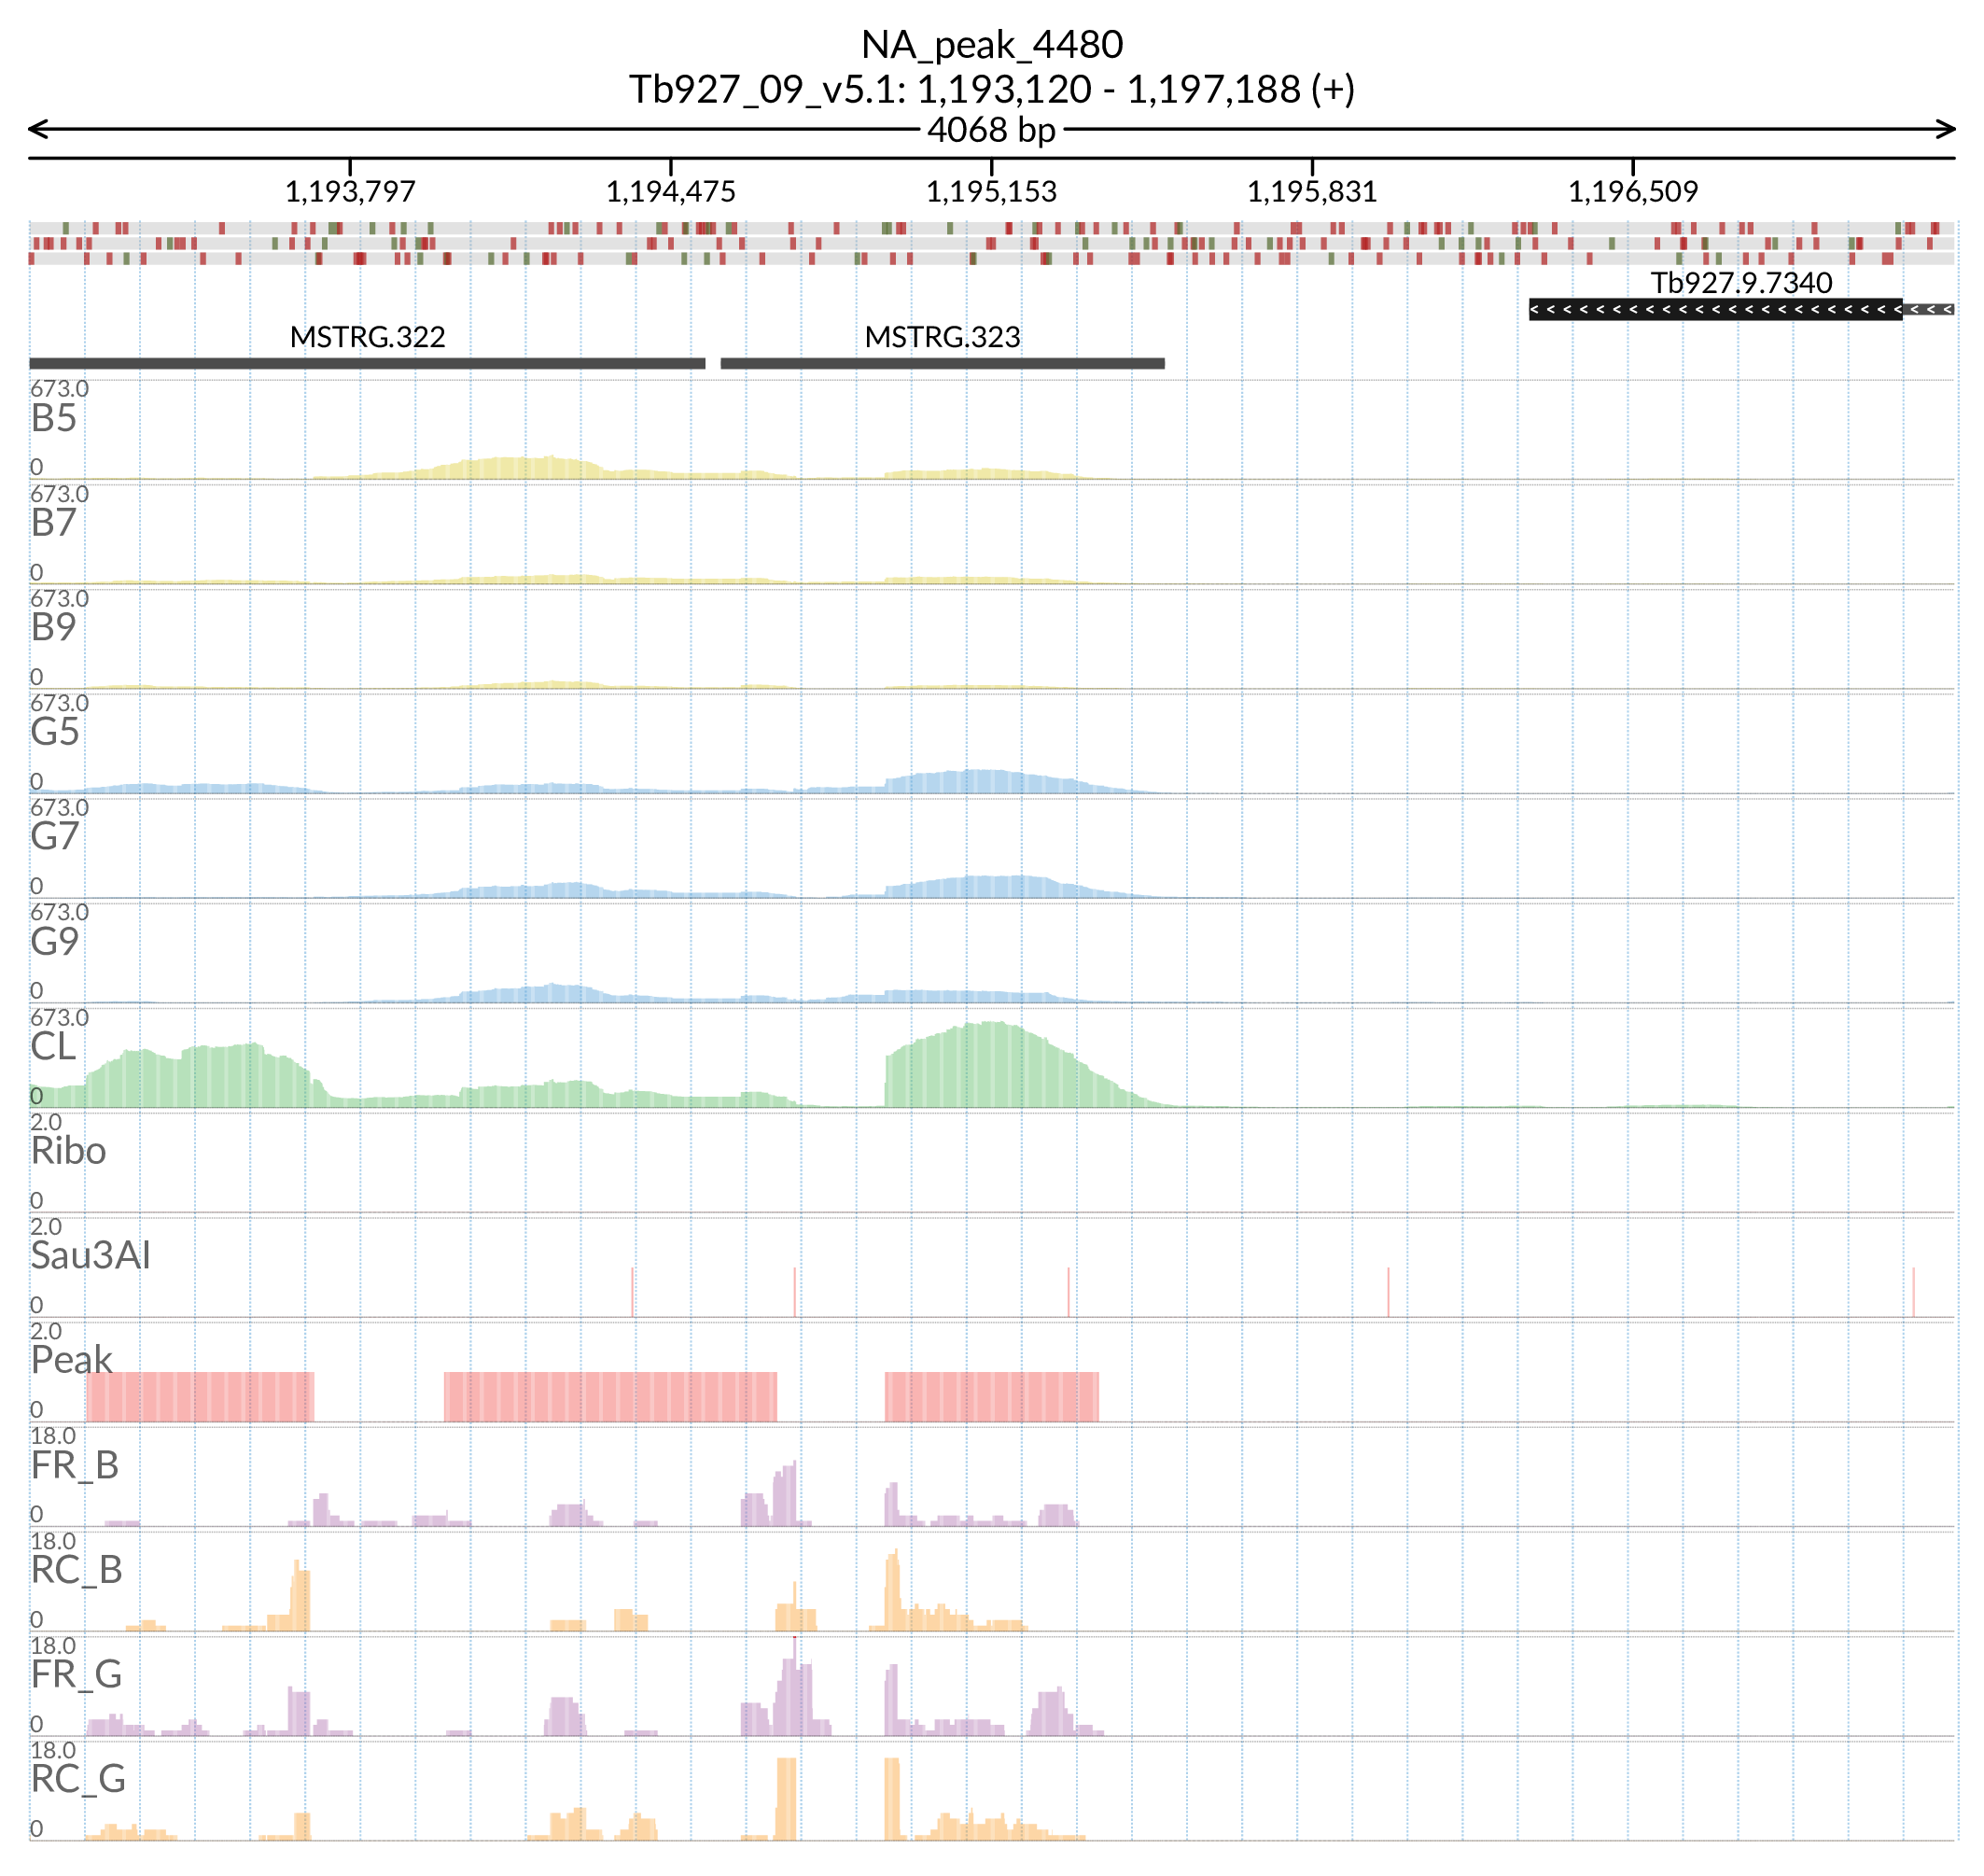 NA_peak_4480
Tb927_09_v5.1: 1,193,120 - 1,197,188 (+)
4068 bp
1,193,797 1,194,475 1,195,153 1,195,831 1,196,509
Tb927.9.7340
MSTRG.322 MSTRG.323
673.0
B5
0
673.0
B7
0
673.0
B9
0
673.0
G5
0
673.0
G7
0
673.0
G9
0
673.0
CL
0
2.0
Ribo
0
2.0
Sau3AI
0
2.0
Peak
0
18.0
FR_B
0
18.0
RC_B
0
18.0
FR_G
0
18.0
RC_G
0